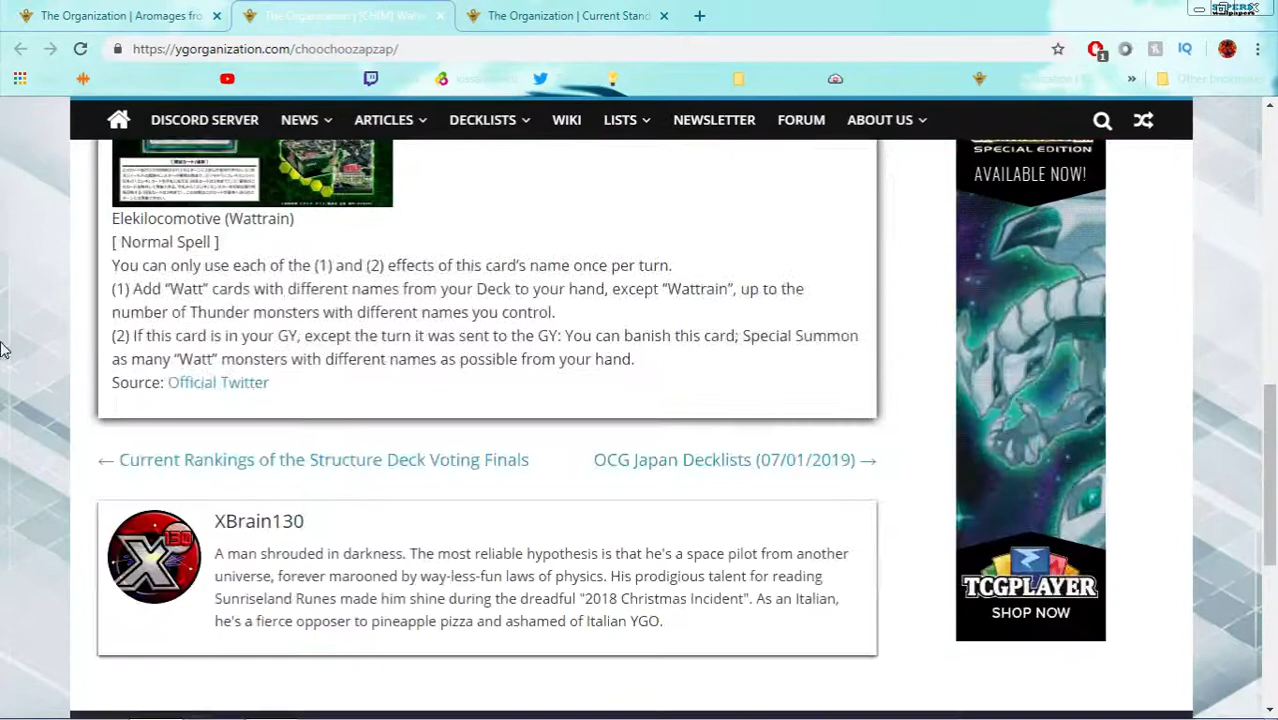 The Organization | Aromages fro
The Organization | [CHIM] Wattr
The Organization | Current Stand
https://ygorganization.com/choochoozapzap/
1
IQ
Other bookmarks
DISCORD SERVER NEWS ARTICLES DECKLISTS WIKI LISTS NEWSLETTER FORUM ABOUT US
SPECIAL EDITION
AVAILABLE NOW!
Elekilocomotive (Wattrain)
[ Normal Spell ]
You can only use each of the (1) and (2) effects of this card’s name once per turn.
(1) Add “Watt” cards with different names from your Deck to your hand, except “Wattrain”, up to the
number of Thunder monsters with different names you control.
(2) If this card is in your GY, except the turn it was sent to the GY: You can banish this card; Special Summon
as many “Watt” monsters with different names as possible from your hand.
Source: Official Twitter
← Current Rankings of the Structure Deck Voting Finals
OCG Japan Decklists (07/01/2019) →
X 130
XBrain130
A man shrouded in darkness. The most reliable hypothesis is that he's a space pilot from another
universe, forever marooned by way-less-fun laws of physics. His prodigious talent for reading
Sunriseland Runes made him shine during the dreadful "2018 Christmas Incident". As an Italian,
he's a fierce opposer to pineapple pizza and ashamed of Italian YGO.
TCGPLAYER
SHOP NOW